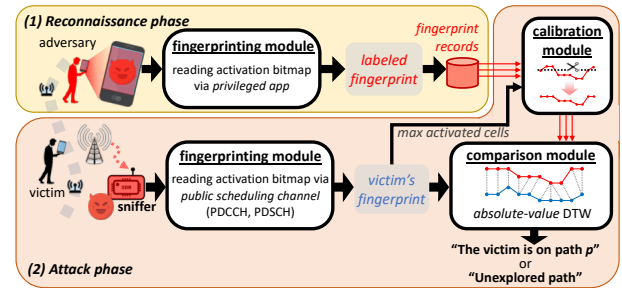 (1) Reconnaissance phase
adversary
fingerprinting module
reading activation bitmap
via privileged app
labeled
fingerprint
fingerprint
records
calibration
module
max activated cells
victim
sniffer
fingerprinting module
reading activation bitmap via
public scheduling channel
(PDCCH, PDSCH)
victim's
fingerprint
comparison module
absolute-value DTW
"The victim is on path p"
or
"Unexplored path"
(2) Attack phase